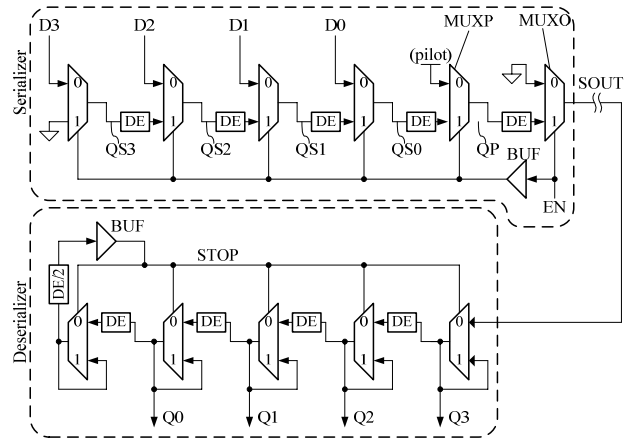 D3 D2 D1 D0 MUXP MUXO
(pilot)
0 0 0 0 0 0
SOUT
Serializer
1 DE 1 DE 1 DE 1 DE 1 DE 1
QS3 QS2 QS1 QS0 QP
BUF
EN
BUF
STOP
DE/2
Deserializer
0 DE 0 DE 0 DE 0 DE 0
1 1 1 1 1
Q0 Q1 Q2 Q3